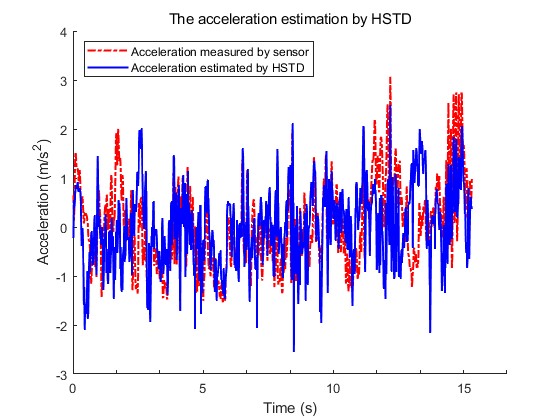 The acceleration estimation by HSTD
Acceleration measured by sensor
Acceleration estimated by HSTD
Acceleration (m/s²)
4
3
2
1
0
-1
-2
-3
0
5
10
15
Time (s)